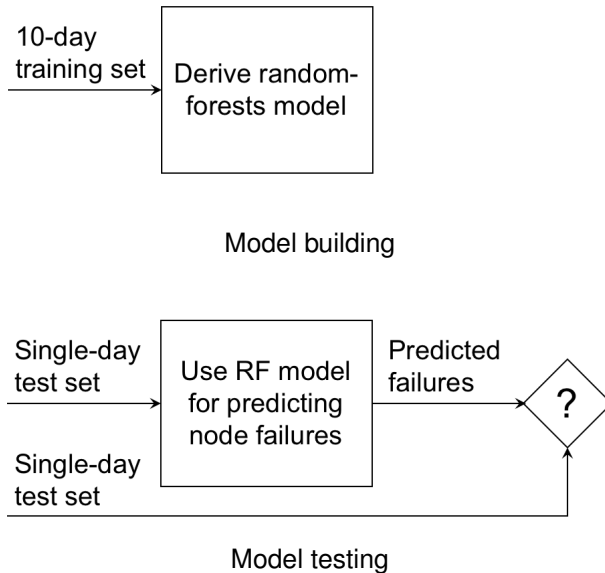 10-day
training set
Derive random-
forests model
Model building
Single-day
test set
Use RF model
for predicting
node failures
Predicted
failures
?
Single-day
test set
Model testing